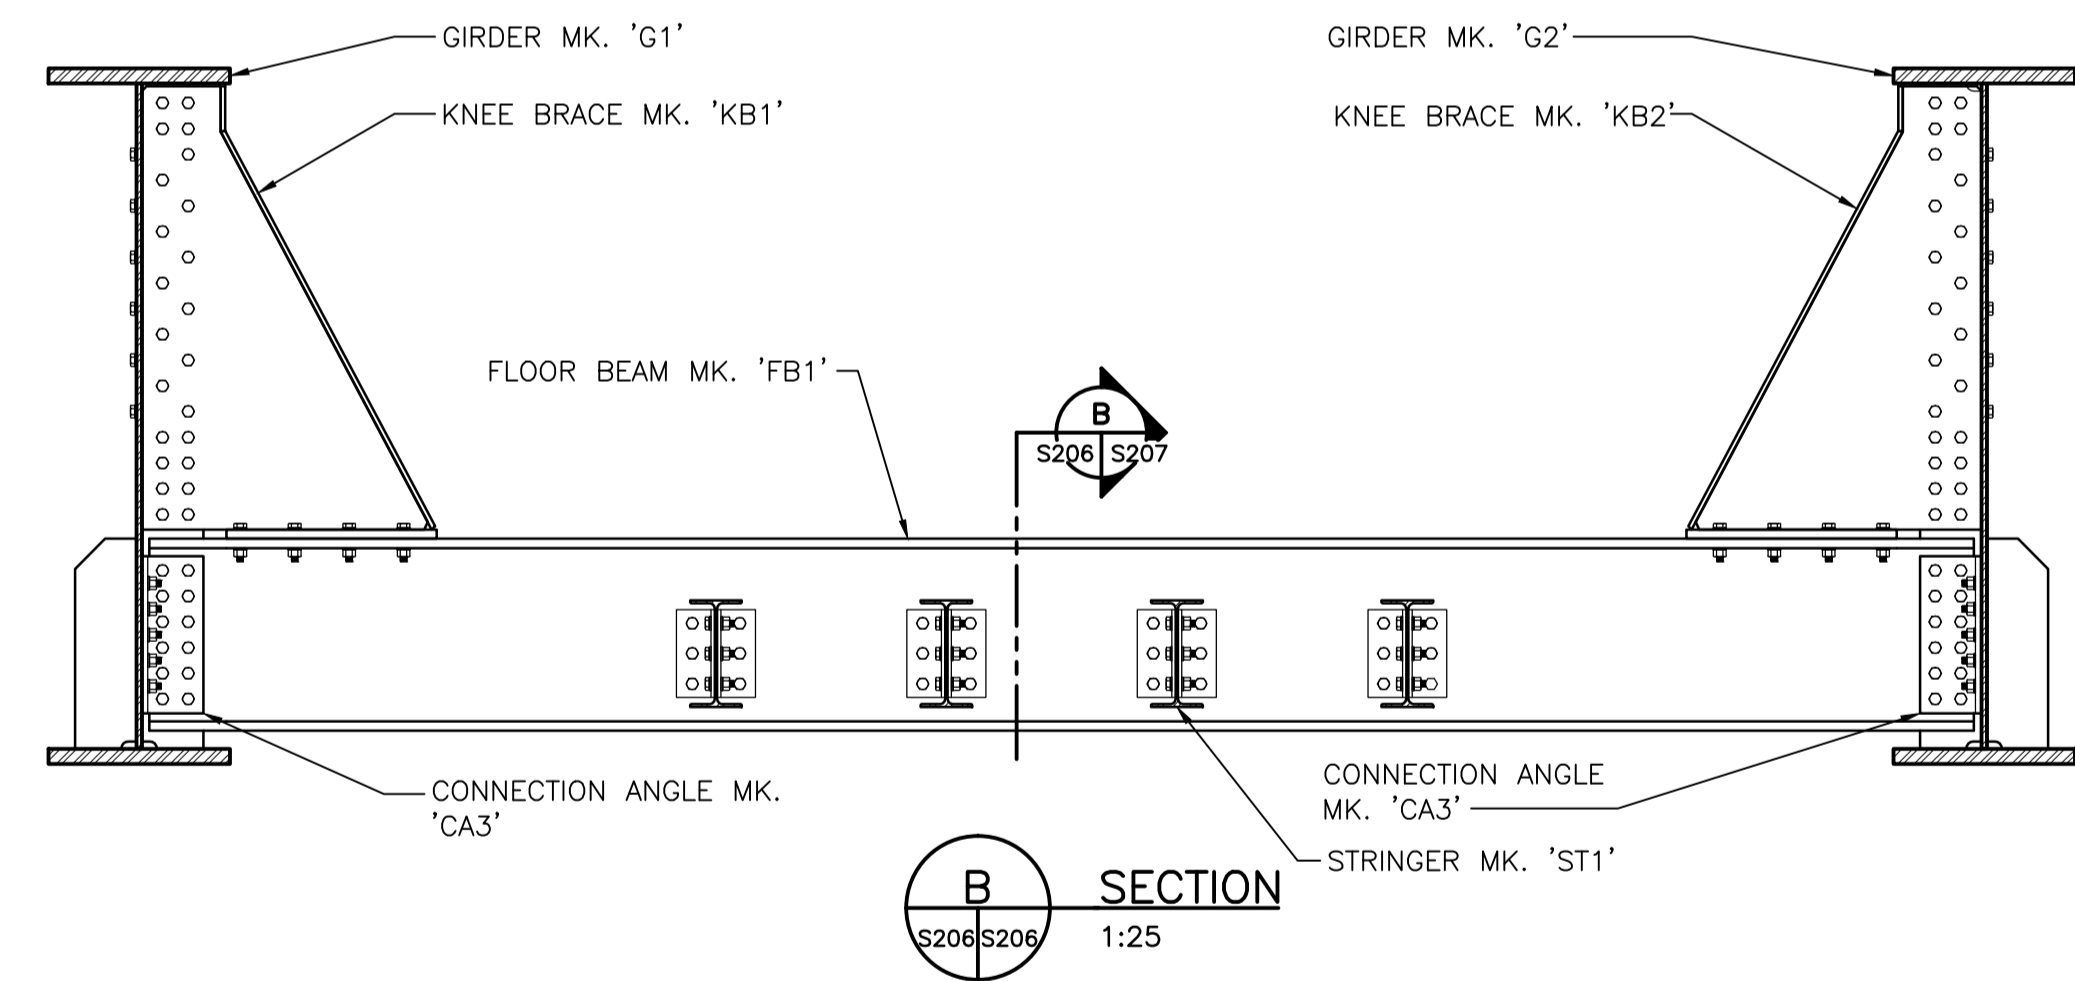 GIRDER MK. 'G1'
GIRDER MK. 'G2'
KNEE BRACE MK. 'KB1'
KNEE BRACE MK. 'KB2'
FLOOR BEAM MK. 'FB1'
B
S206 S207
CONNECTION ANGLE MK.
'CA3'
CONNECTION ANGLE
MK. 'CA3'
STRINGER MK. 'ST1'
B
S206 S206
SECTION
1:25